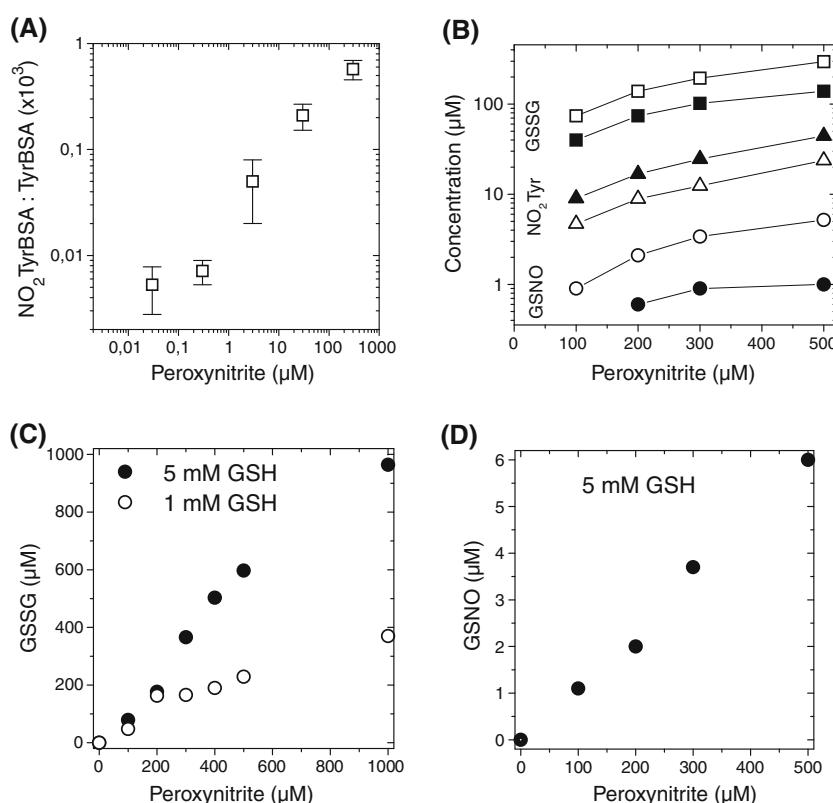 (A)
NO2TyrBSA : TyrBSA (x10³)
1
0,1
0,01
0,01 0,1 1 10 100 1000
Peroxynitrite (µM)
(B)
Concentration (µM)
100
10
1
GSSG
NO2Tyr
GSNO
0 100 200 300 400 500
Peroxynitrite (µM)
(C)
GSSG (µM)
1000
800
600
400
200
0
5 mM GSH
1 mM GSH
0 200 400 600 800 1000
Peroxynitrite (µM)
(D)
GSNO (µM)
6
5
4
3
2
1
0
5 mM GSH
0 100 200 300 400 500
Peroxynitrite (µM)